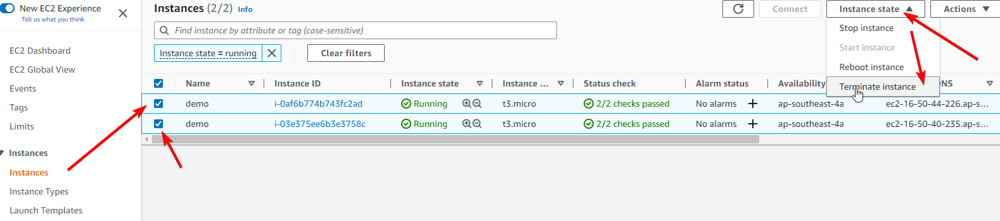 New EC2 Experience
Tell us what you think
EC2 Dashboard
EC2 Global View
Events
Tags
Limits
Instances
Instances
Instance Types
Launch Templates
Instances (2/2) Info
Connect
Instance state
Actions
Find instance by attribute or tag (case-sensitive)
Instance state = running
Clear filters
Stop instance
Start instance
Reboot instance
Terminate instance
Name Instance ID Instance state Instance ... Status check Alarm status Availability NS
demo i-0af6b774b743fc2ad Running t3.micro 2/2 checks passed No alarms + ap-southeast-4a ec2-16-50-44-226.ap-s...
demo i-03e375ee6b3e3758c Running t3.micro 2/2 checks passed No alarms + ap-southeast-4a ec2-16-50-40-235.ap-s...